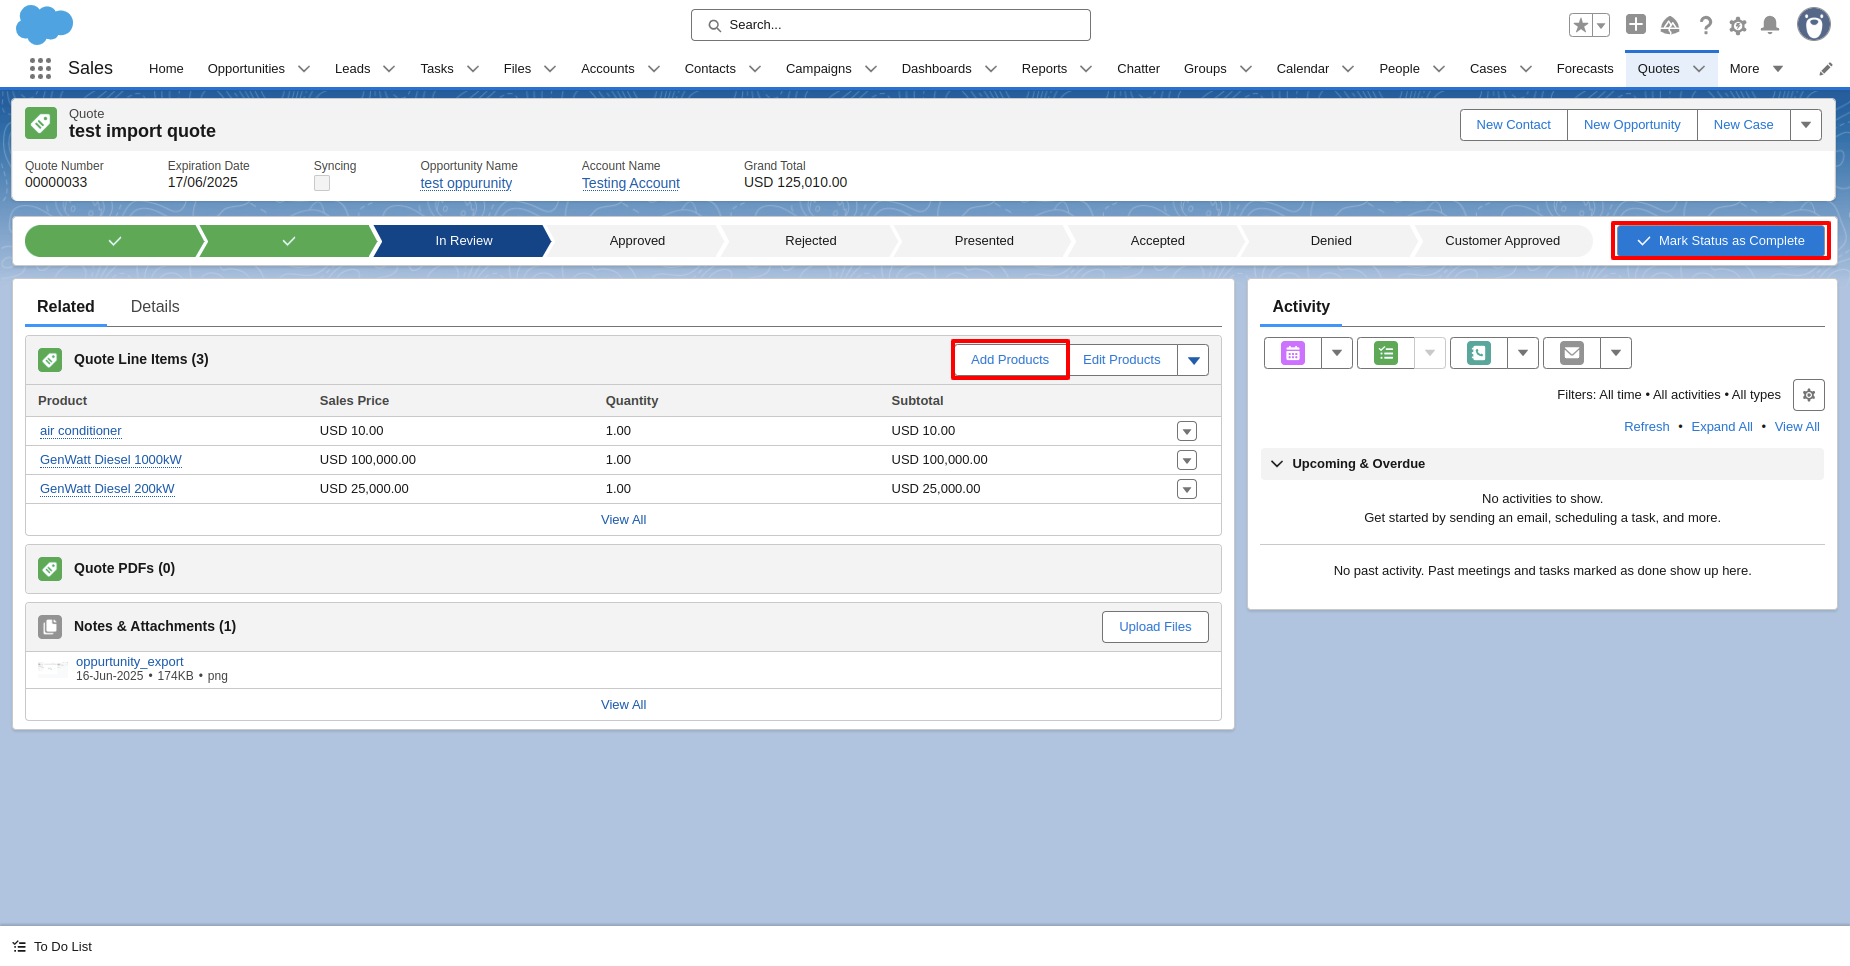 Search...
Sales Home Opportunities Leads Tasks Files Accounts Contacts Campaigns Dashboards Reports Chatter Groups Calendar People Cases Forecasts Quotes More
Quote
test import quote
New Contact New Opportunity New Case
Quote Number Expiration Date Syncing Opportunity Name Account Name Grand Total
00000033 17/06/2025 test oppurunity Testing Account USD 125,010.00
In Review Approved Rejected Presented Accepted Denied Customer Approved Mark Status as Complete
Related Details
Quote Line Items (3) Add Products Edit Products
Product Sales Price Quantity Subtotal
air conditioner USD 10.00 1.00 USD 10.00
GenWatt Diesel 1000kW USD 100,000.00 1.00 USD 100,000.00
GenWatt Diesel 200kW USD 25,000.00 1.00 USD 25,000.00
View All
Quote PDFs (0)
Notes & Attachments (1) Upload Files
oppurtunity_export
16-Jun-2025 • 174KB • png
View All
Activity
Filters: All time • All activities • All types
Refresh • Expand All • View All
Upcoming & Overdue
No activities to show.
Get started by sending an email, scheduling a task, and more.
No past activity. Past meetings and tasks marked as done show up here.
To Do List